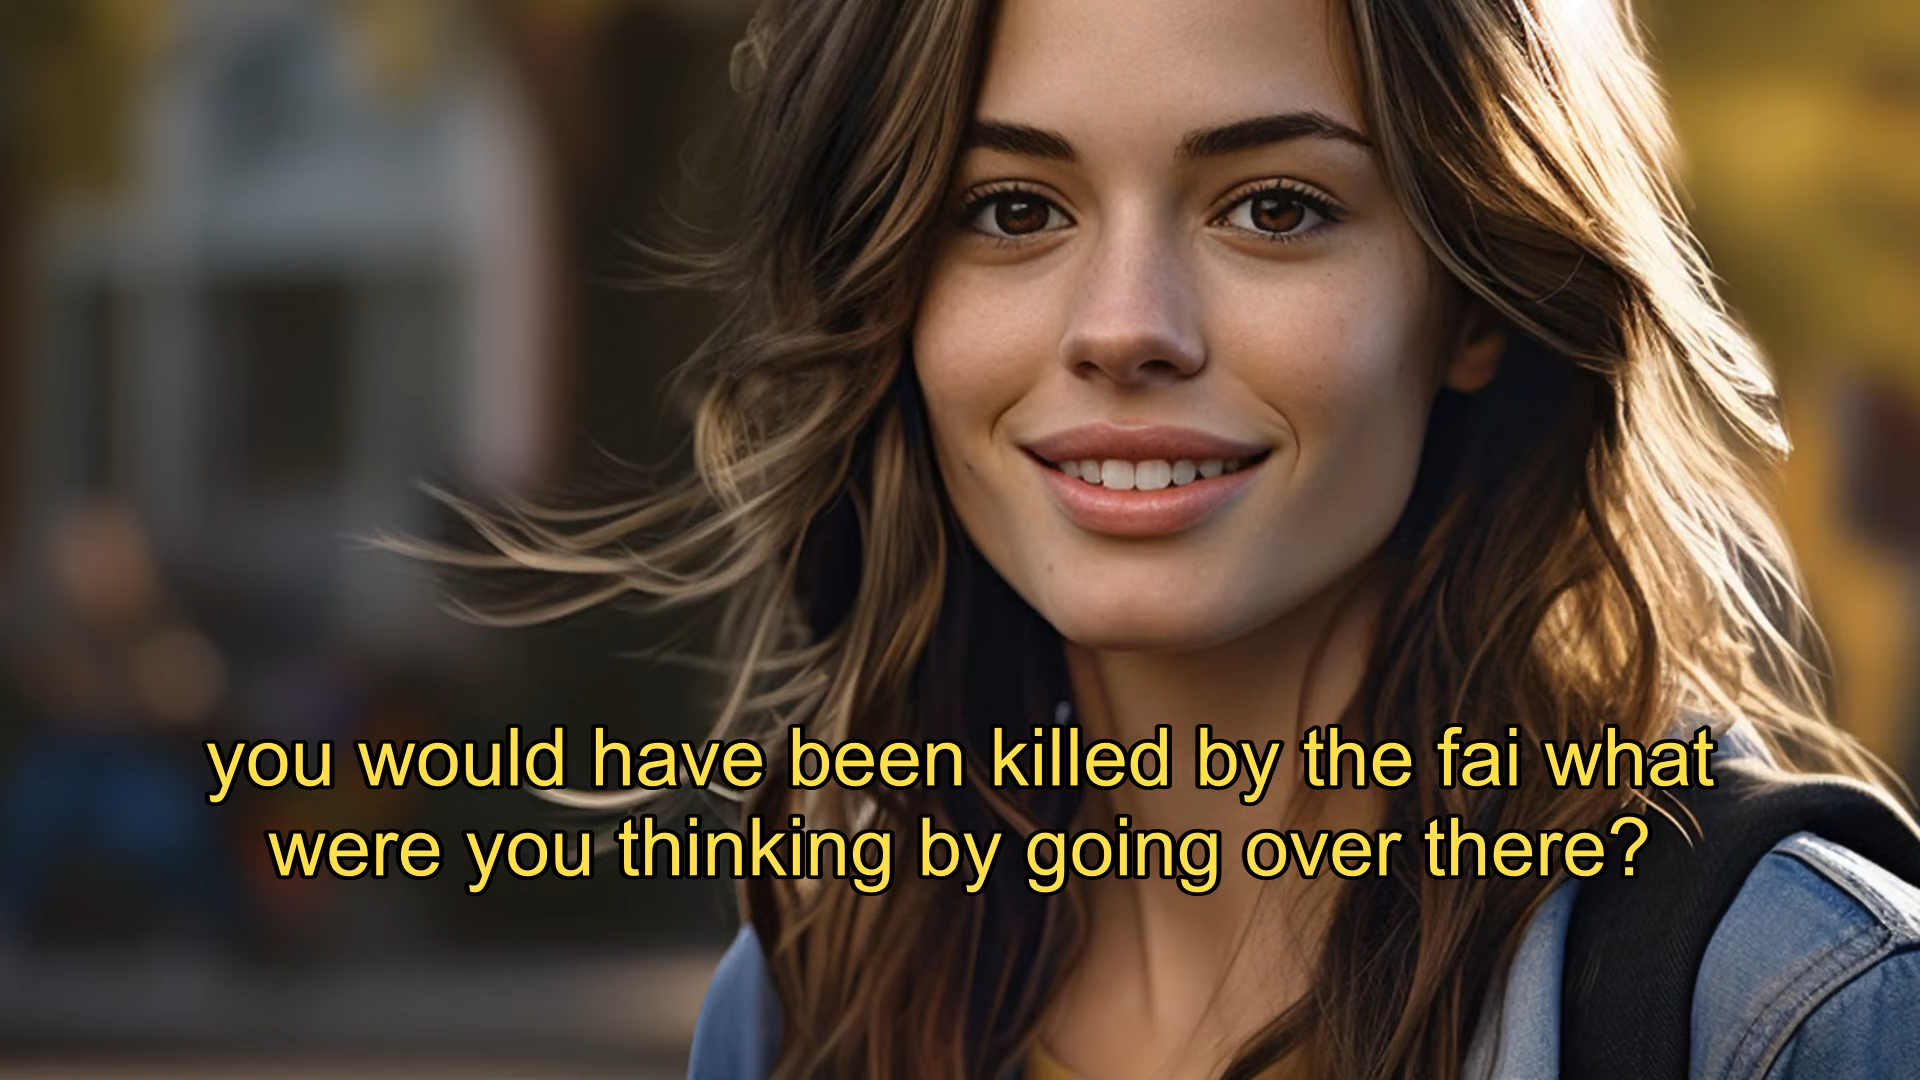 you would have been killed by the fai what
were you thinking by going over there?